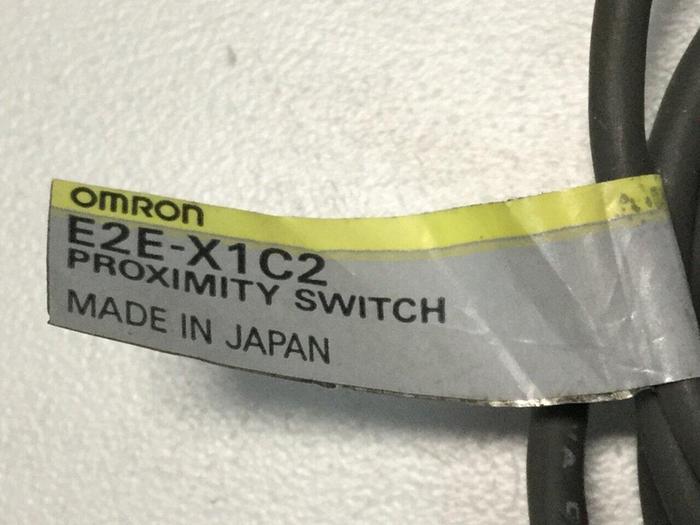 OMRON
E2E-X1C2
PROXIMITY SWITCH
MADE IN JAPAN